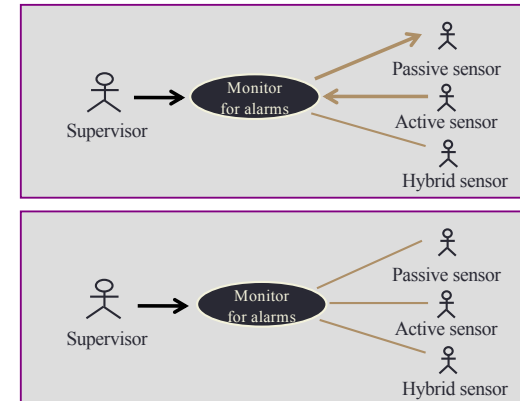 Passive sensor
Monitor
for alarms
Active sensor
Supervisor
Hybrid sensor
Passive sensor
Monitor
for alarms
Active sensor
Supervisor
Hybrid sensor